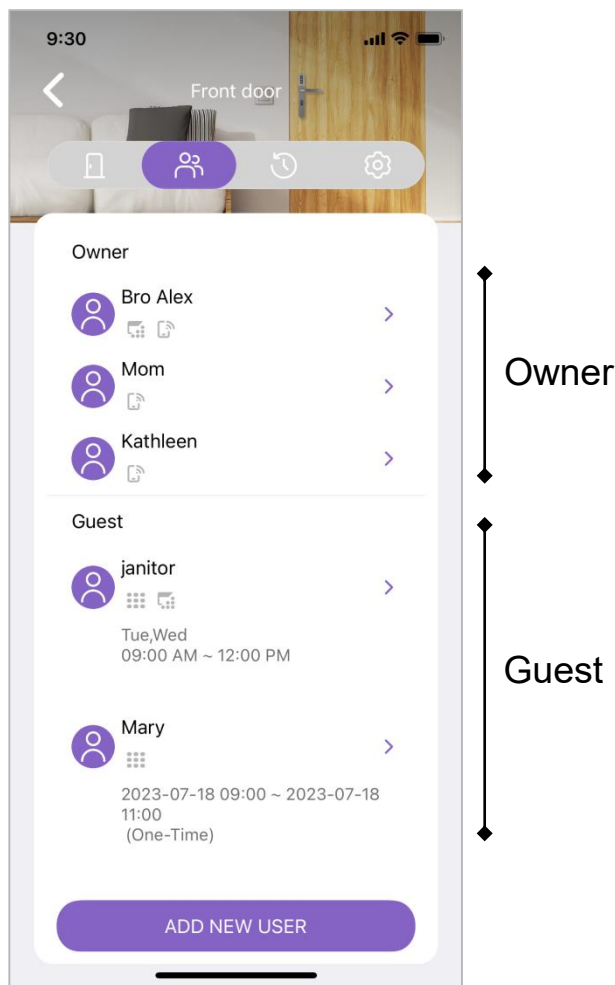 9:30
Front door
Owner
Bro Alex
Mom
Kathleen
Guest
janitor
Tue,Wed
09:00 AM ~ 12:00 PM
Mary
2023-07-18 09:00 ~ 2023-07-18
11:00
(One-Time)
ADD NEW USER
Owner
Guest